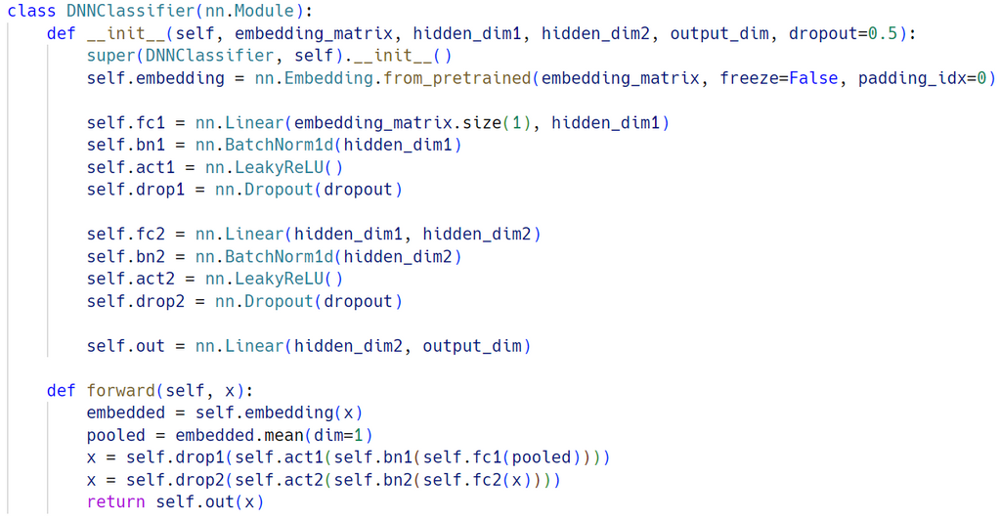 class DNNClassifier(nn.Module):
    def __init__(self, embedding_matrix, hidden_dim1, hidden_dim2, output_dim, dropout=0.5):
        super(DNNClassifier, self).__init__()
        self.embedding = nn.Embedding.from_pretrained(embedding_matrix, freeze=False, padding_idx=0)

        self.fc1 = nn.Linear(embedding_matrix.size(1), hidden_dim1)
        self.bn1 = nn.BatchNorm1d(hidden_dim1)
        self.act1 = nn.LeakyReLU()
        self.drop1 = nn.Dropout(dropout)

        self.fc2 = nn.Linear(hidden_dim1, hidden_dim2)
        self.bn2 = nn.BatchNorm1d(hidden_dim2)
        self.act2 = nn.LeakyReLU()
        self.drop2 = nn.Dropout(dropout)

        self.out = nn.Linear(hidden_dim2, output_dim)

    def forward(self, x):
        embedded = self.embedding(x)
        pooled = embedded.mean(dim=1)
        x = self.drop1(self.act1(self.bn1(self.fc1(pooled))))
        x = self.drop2(self.act2(self.bn2(self.fc2(x))))
        return self.out(x)